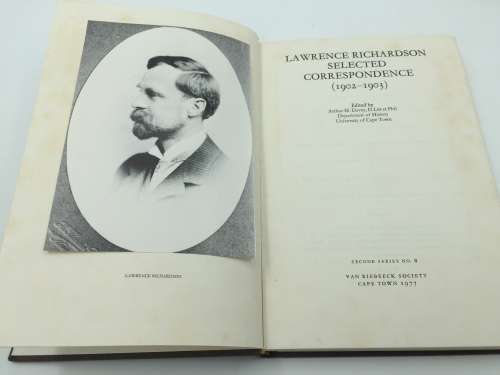 LAWRENCE RICHARDSON
LAWRENCE RICHARDSON
SELECTED
CORRESPONDENCE
(1902–1903)
Edited by
Arthur M. Davey, D.Litt et Phil
Department of History
University of Cape Town
SECOND SERIES NO. 8
VAN RIEBEECK SOCIETY
CAPE TOWN 1977